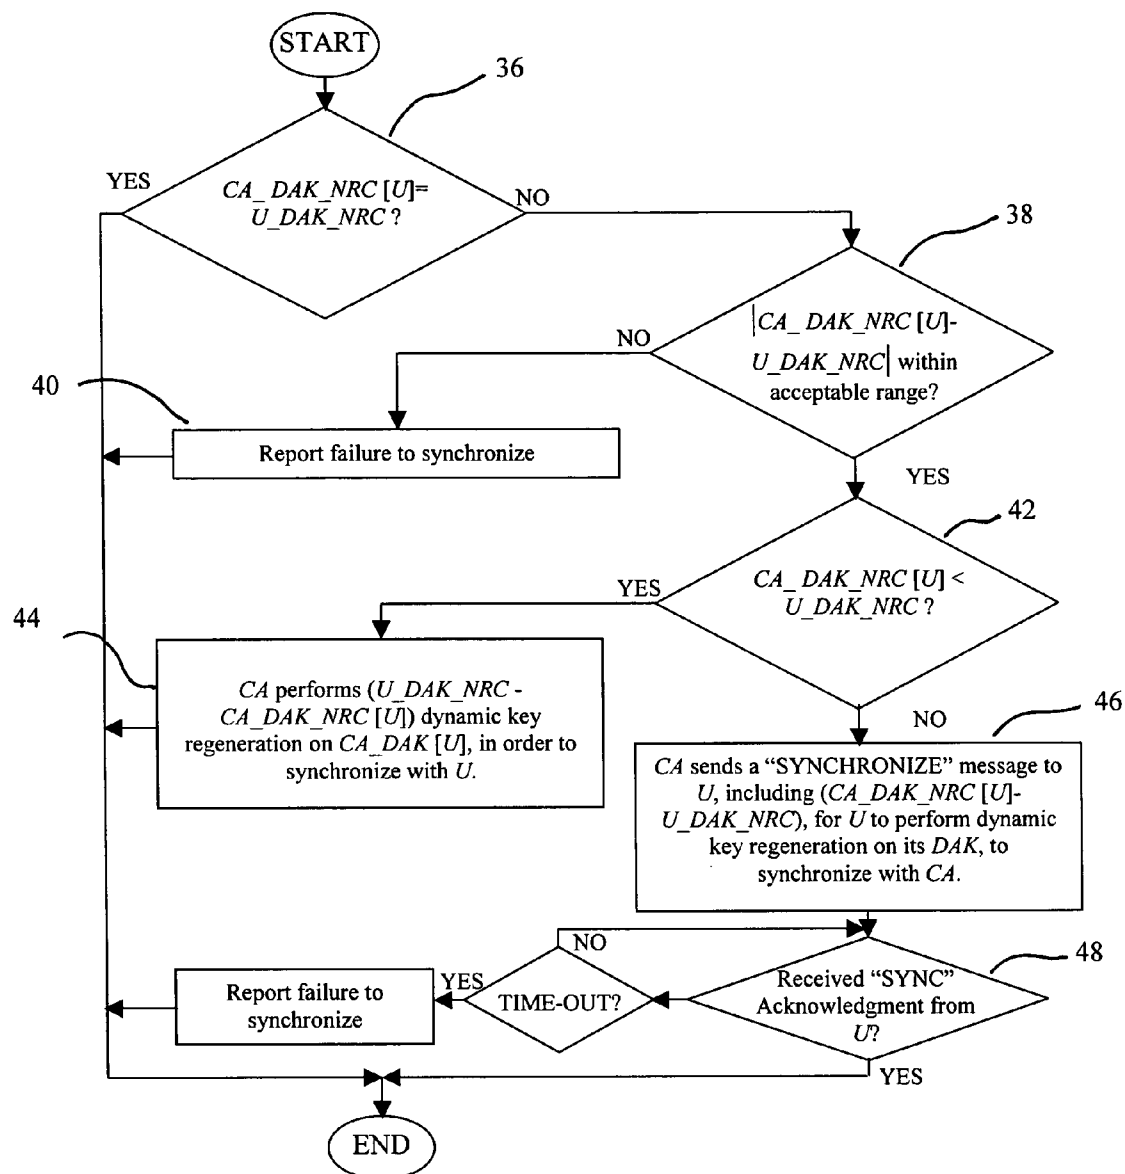 START
36
YES
CA_ DAK_NRC [U]=
U_DAK_NRC ?
NO
38
|CA_ DAK_NRC [U]-
U_DAK_NRC| within
acceptable range?
NO
40
Report failure to synchronize
YES
42
CA_ DAK_NRC [U] <
U_DAK_NRC ?
YES
44
CA performs (U_DAK_NRC -
CA_DAK_NRC [U]) dynamic key
regeneration on CA_DAK [U], in order to
synchronize with U.
NO
46
CA sends a “SYNCHRONIZE” message to
U, including (CA_DAK_NRC [U]-
U_DAK_NRC), for U to perform dynamic
key regeneration on its DAK, to
synchronize with CA.
NO
48
Received “SYNC”
Acknowledgment from
U?
TIME-OUT?
YES
Report failure to
synchronize
YES
END